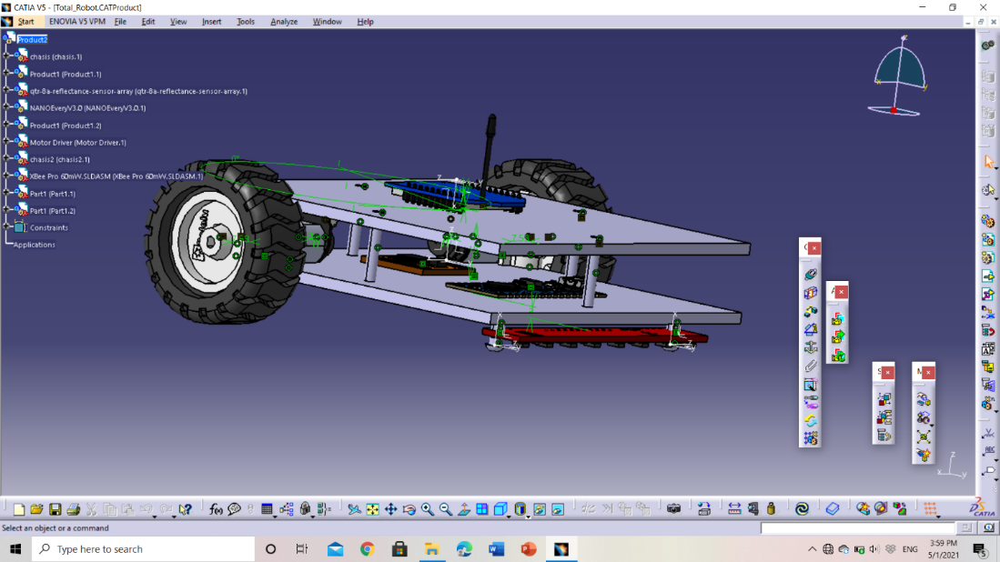 CATIA V5 - [Total_Robot.CATProduct]
Start ENOVIA V5 VPM File Edit View Insert Tools Analyze Window Help
Product2
chasis (chasis.1)
Product1 (Product1.1)
qtr-8a-reflectance-sensor-array (qtr-8a-reflectance-sensor-array.1)
NANOEveryV3.0 (NANOEveryV3.0.1)
Product1 (Product1.2)
Motor Driver (Motor Driver.1)
chasis2 (chasis2.1)
XBee Pro 60mW.SLDASM (XBee Pro 60mW.SLDASM.1)
Part1 (Part1.1)
Part1 (Part1.2)
Constraints
Applications
Select an object or a command
Type here to search
ENG
3:59 PM
5/1/2021
5
CATIA